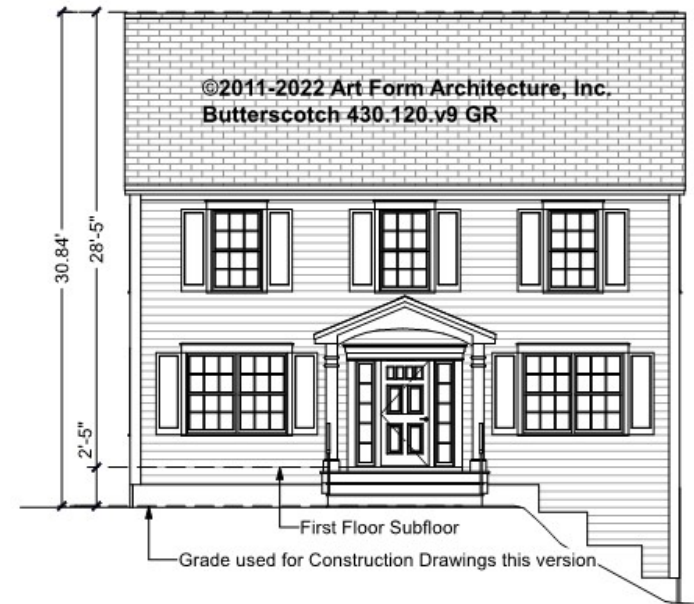 ©2011-2022 Art Form Architecture, Inc.
Butterscotch 430.120.v9 GR
30.84'
28'-5"
2'-5"
First Floor Subfloor
Grade used for Construction Drawings this version